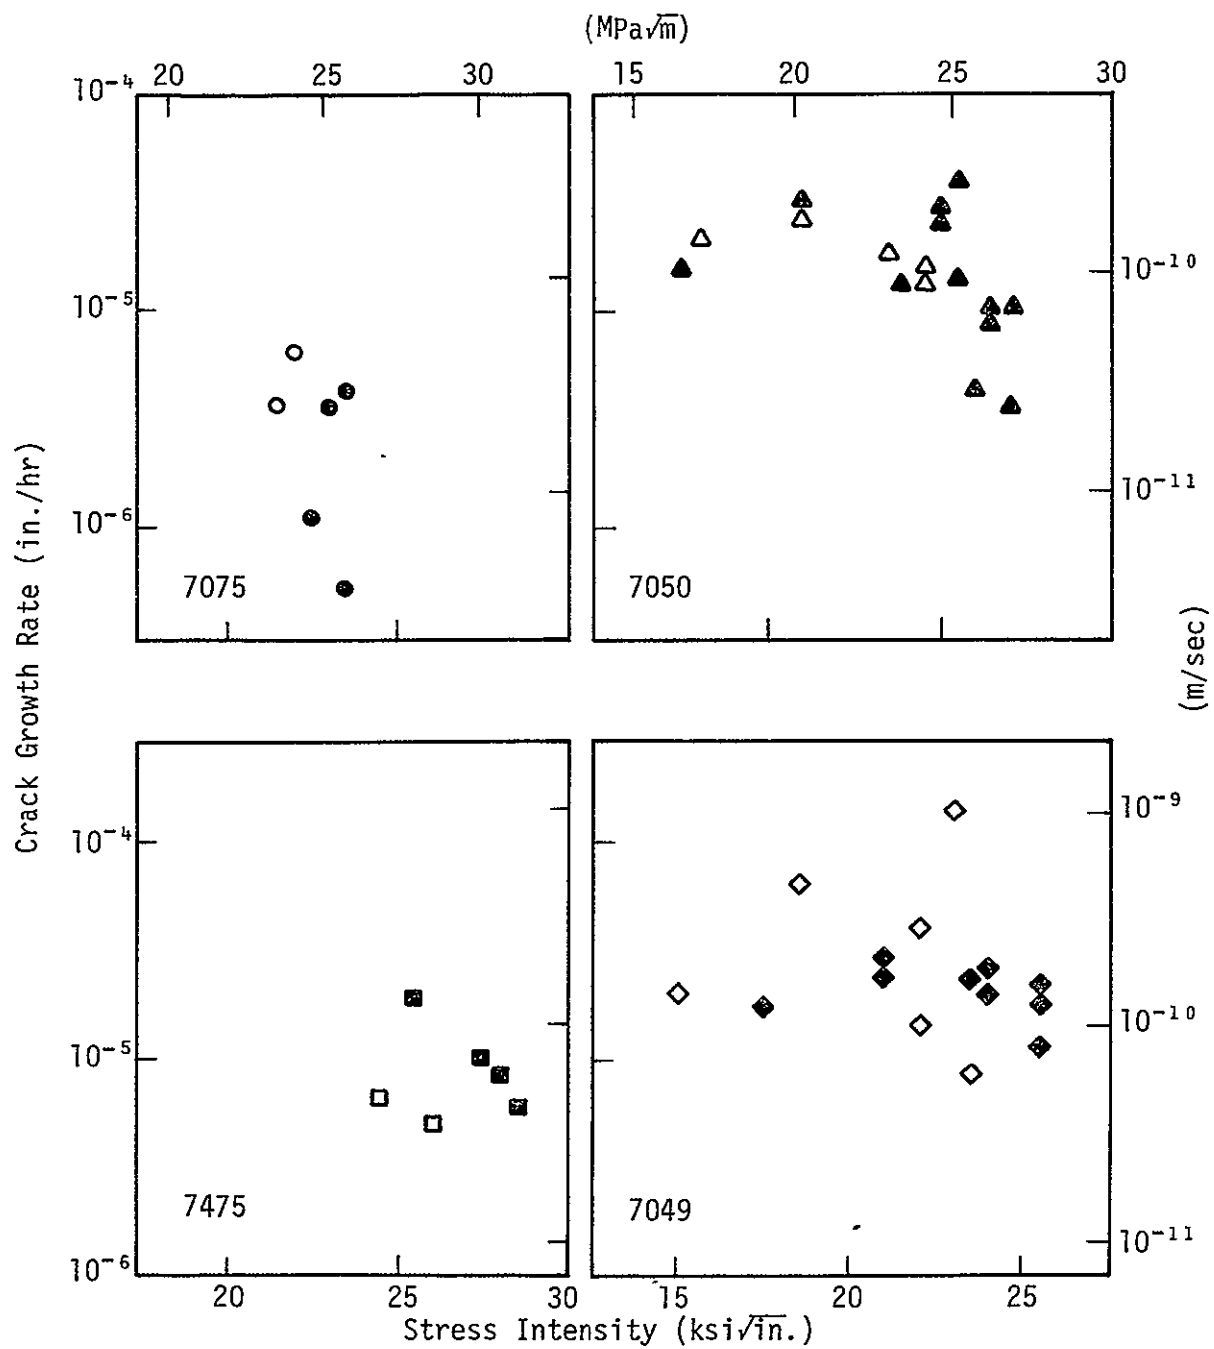 (MPa√m)
20 25 30 15 20 25 30
10⁻⁴
10⁻¹⁰
10⁻⁵
10⁻¹¹
10⁻⁶
7075 7050
Crack Growth Rate (in./hr)
(m/sec)
10⁻⁹
10⁻⁴
10⁻¹⁰
10⁻⁵
7475 7049
10⁻¹¹
10⁻⁶
20 25 30 15 20 25
Stress Intensity (ksi√in.)